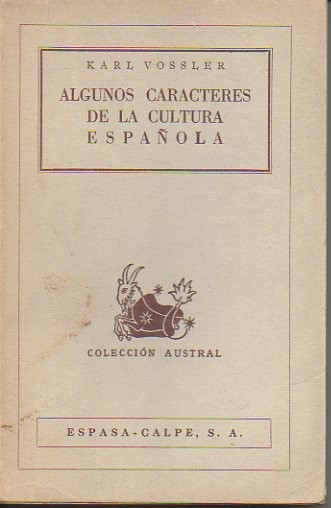 KARL VOSSLER
ALGUNOS CARACTERES
DE LA CULTURA
ESPAÑOLA
COLECCIÓN AUSTRAL
ESPASA-CALPE, S. A.